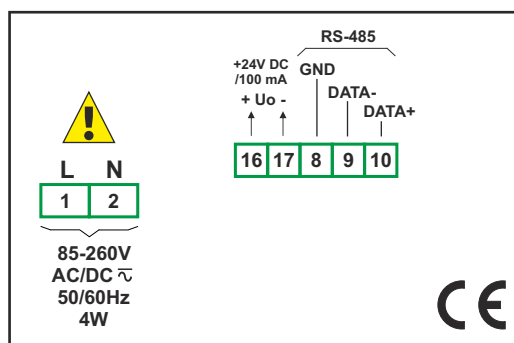 RS-485
+24V DC
/100 mA
GND
+ Uo -
DATA-
DATA+
16 17 8 9 10
L N
1 2
85-260V
AC/DC ⎓∿
50/60Hz
4W
CE